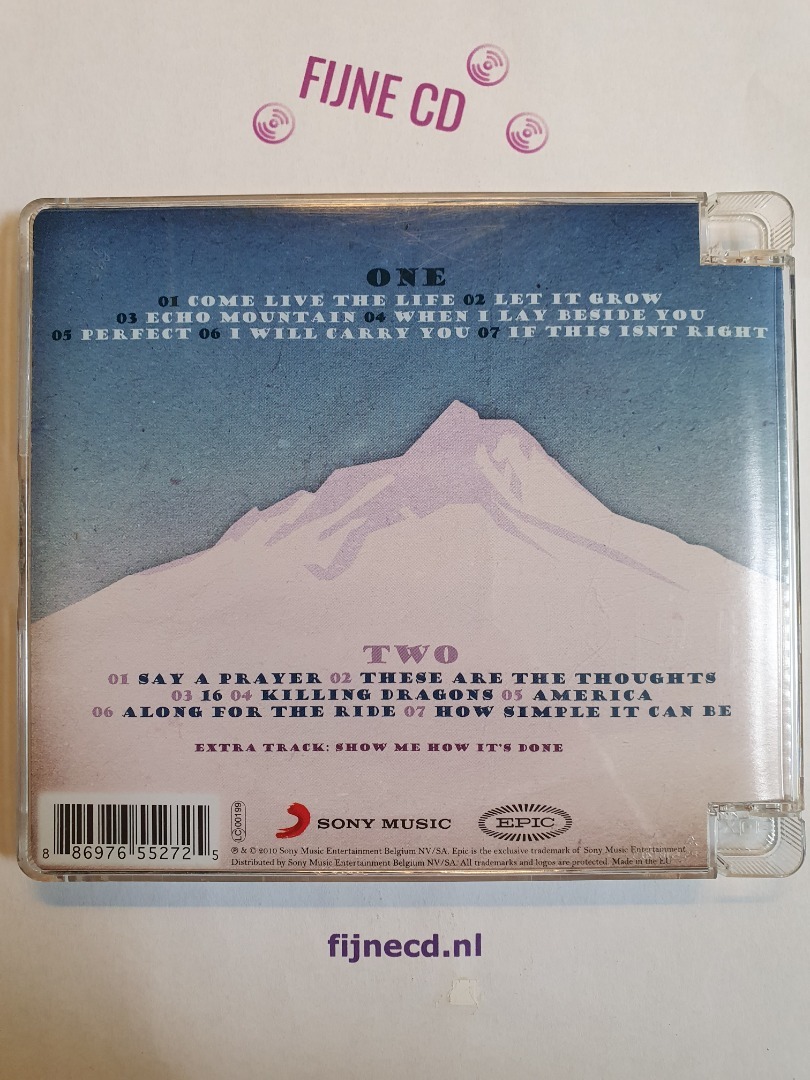 FIJNE CD
ONE
01 COME LIVE THE LIFE 02 LET IT GROW
03 ECHO MOUNTAIN 04 WHEN I LAY BESIDE YOU
05 PERFECT 06 I WILL CARRY YOU 07 IF THIS ISNT RIGHT
TWO
01 SAY A PRAYER 02 THESE ARE THE THOUGHTS
03 16 04 KILLING DRAGONS 05 AMERICA
06 ALONG FOR THE RIDE 07 HOW SIMPLE IT CAN BE
EXTRA TRACK: SHOW ME HOW IT'S DONE
8 86976 55272 5
LC 00199
SONY MUSIC
EPIC
℗ & © 2010 Sony Music Entertainment Belgium NV/SA. Epic is the exclusive trademark of Sony Music Entertainment.
Distributed by Sony Music Entertainment Belgium NV/SA. All trademarks and logos are protected. Made in the EU
fijnecd.nl